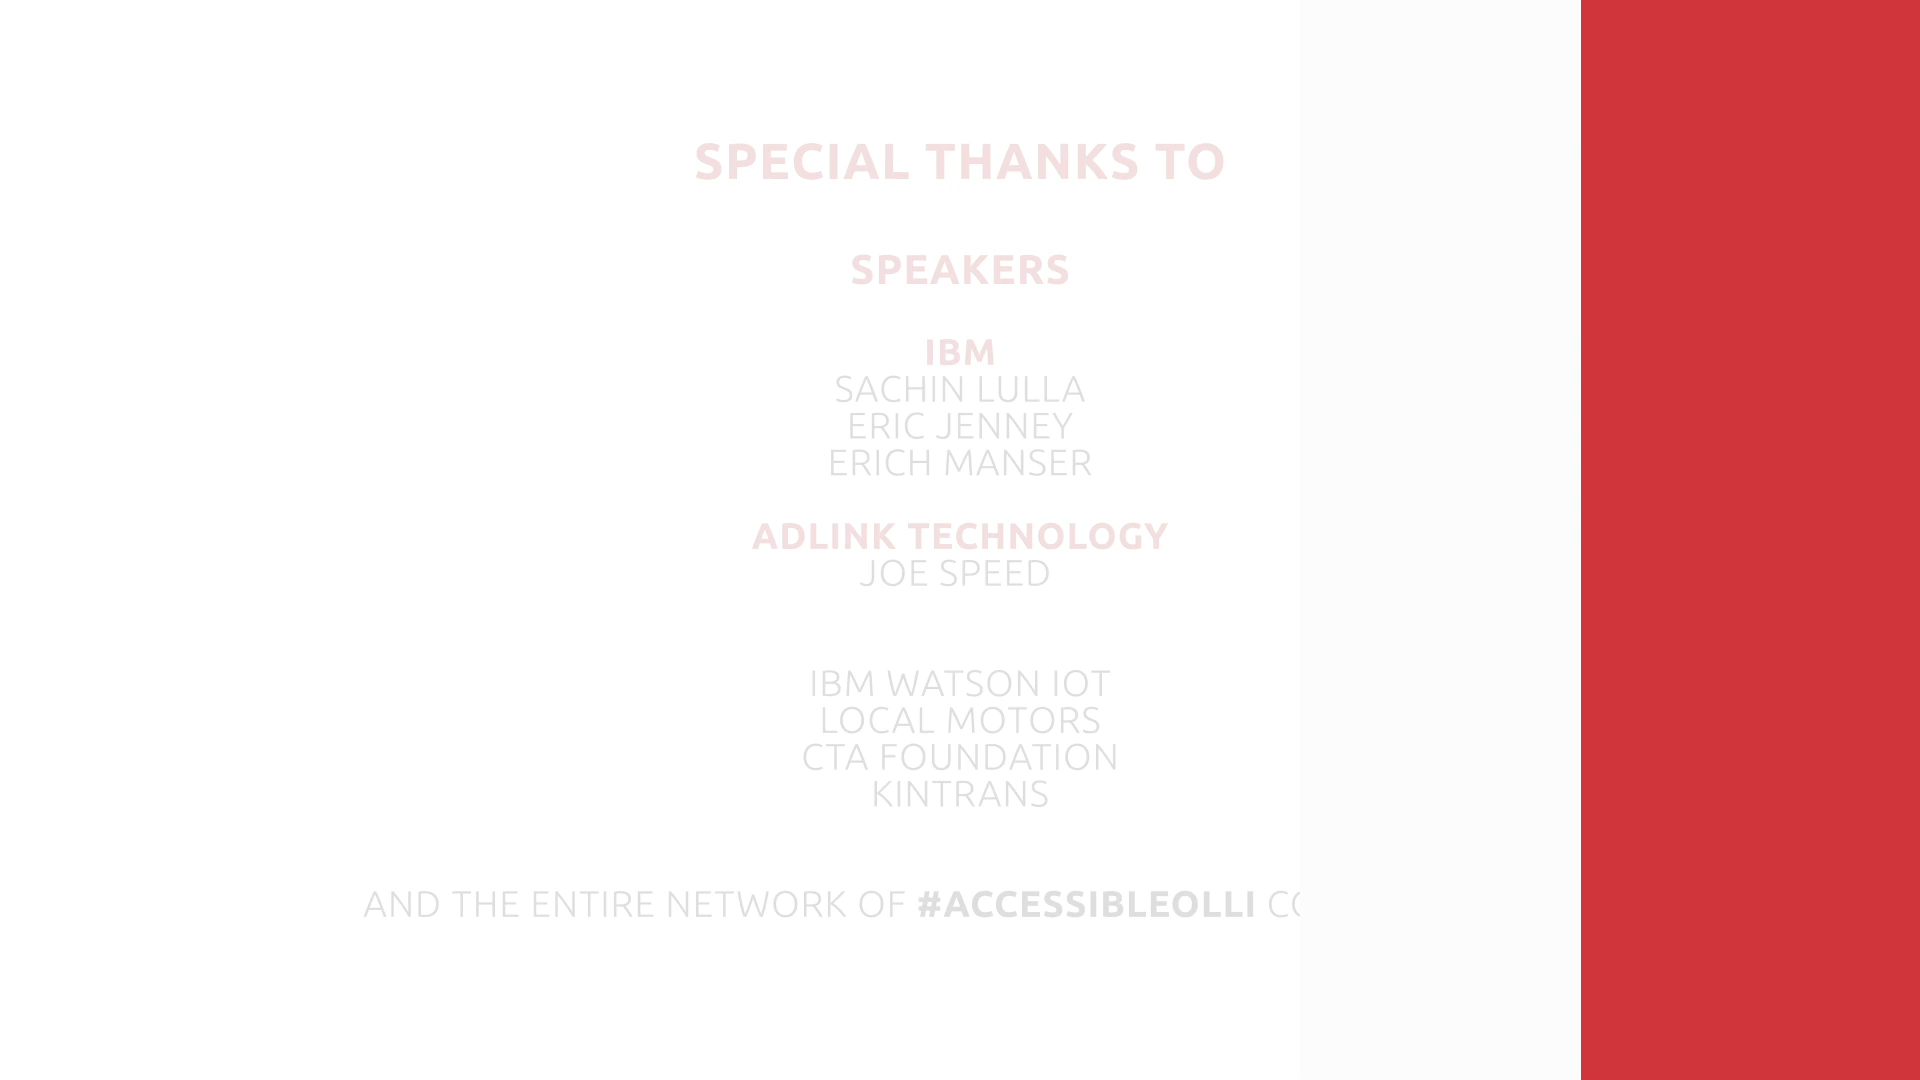 SPECIAL THANKS TO
SPEAKERS
IBM
SACHIN LULLA
ERIC JENNEY
ERICH MANSER
ADLINK TECHNOLOGY
JOE SPEED
IBM WATSON IOT
LOCAL MOTORS
CTA FOUNDATION
KINTRANS
AND THE ENTIRE NETWORK OF #ACCESSIBLEOLLI